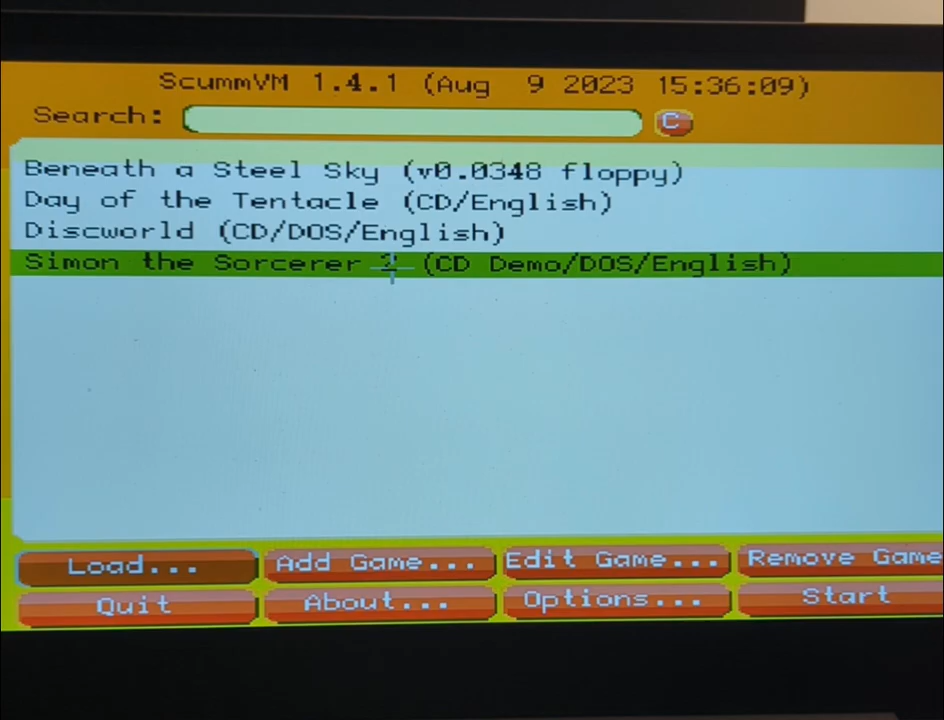 ScummVM 1.4.1 (Aug 9 2023 15:36:09)
Search:
C
Beneath a Steel Sky (v0.0348 floppy)
Day of the Tentacle (CD/English)
Discworld (CD/DOS/English)
Simon the Sorcerer 2 (CD Demo/DOS/English)
Load... Add Game... Edit Game... Remove Game
Quit About... Options... Start